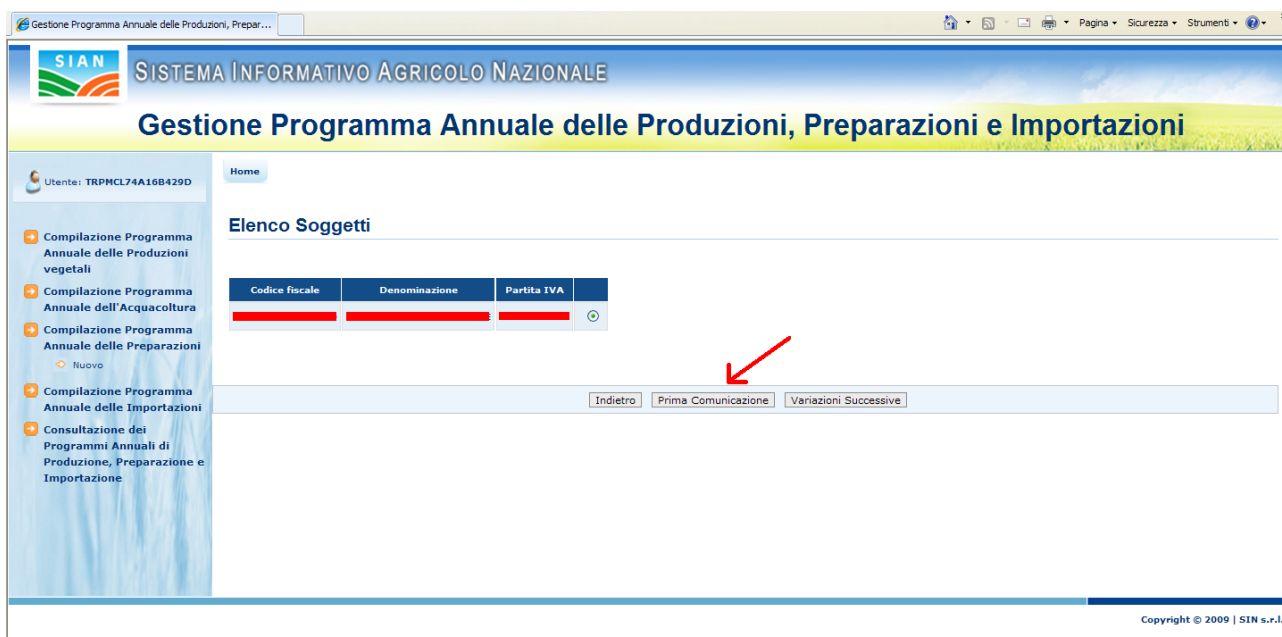 Gestione Programma Annuale delle Produzioni, Prepar...
Pagina
Sicurezza
Strumenti
SIAN
SISTEMA INFORMATIVO AGRICOLO NAZIONALE
Gestione Programma Annuale delle Produzioni, Preparazioni e Importazioni
Utente: TRPMCL74A16B429D
Home
Elenco Soggetti
Compilazione Programma
Annuale delle Produzioni
vegetali
Compilazione Programma
Annuale dell'Acquacoltura
Compilazione Programma
Annuale delle Preparazioni
Nuovo
Compilazione Programma
Annuale delle Importazioni
Consultazione dei
Programmi Annuali di
Produzione, Preparazione e
Importazione
Codice fiscale Denominazione Partita IVA
Indietro Prima Comunicazione Variazioni Successive
Copyright © 2009 | SIN s.r.l.